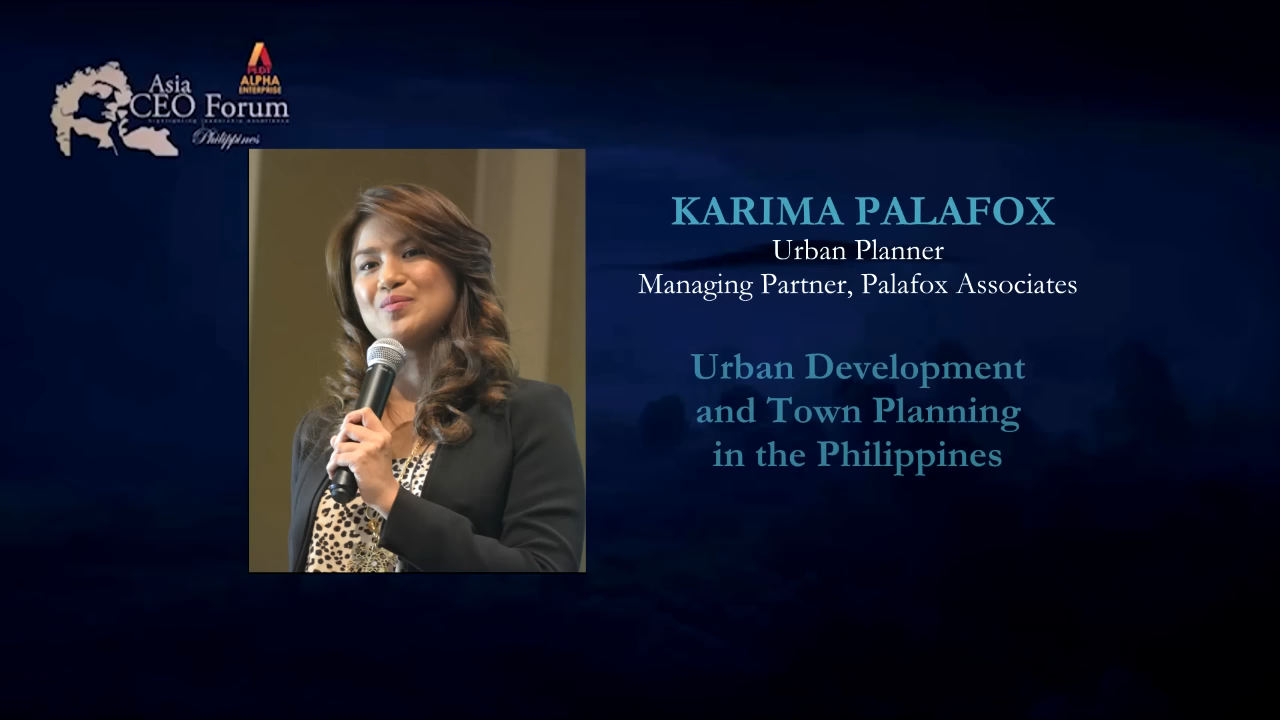 PLDT
ALPHA
ENTERPRISE
Asia
CEO Forum
Philippines
KARIMA PALAFOX
Urban Planner
Managing Partner, Palafox Associates
Urban Development
and Town Planning
in the Philippines